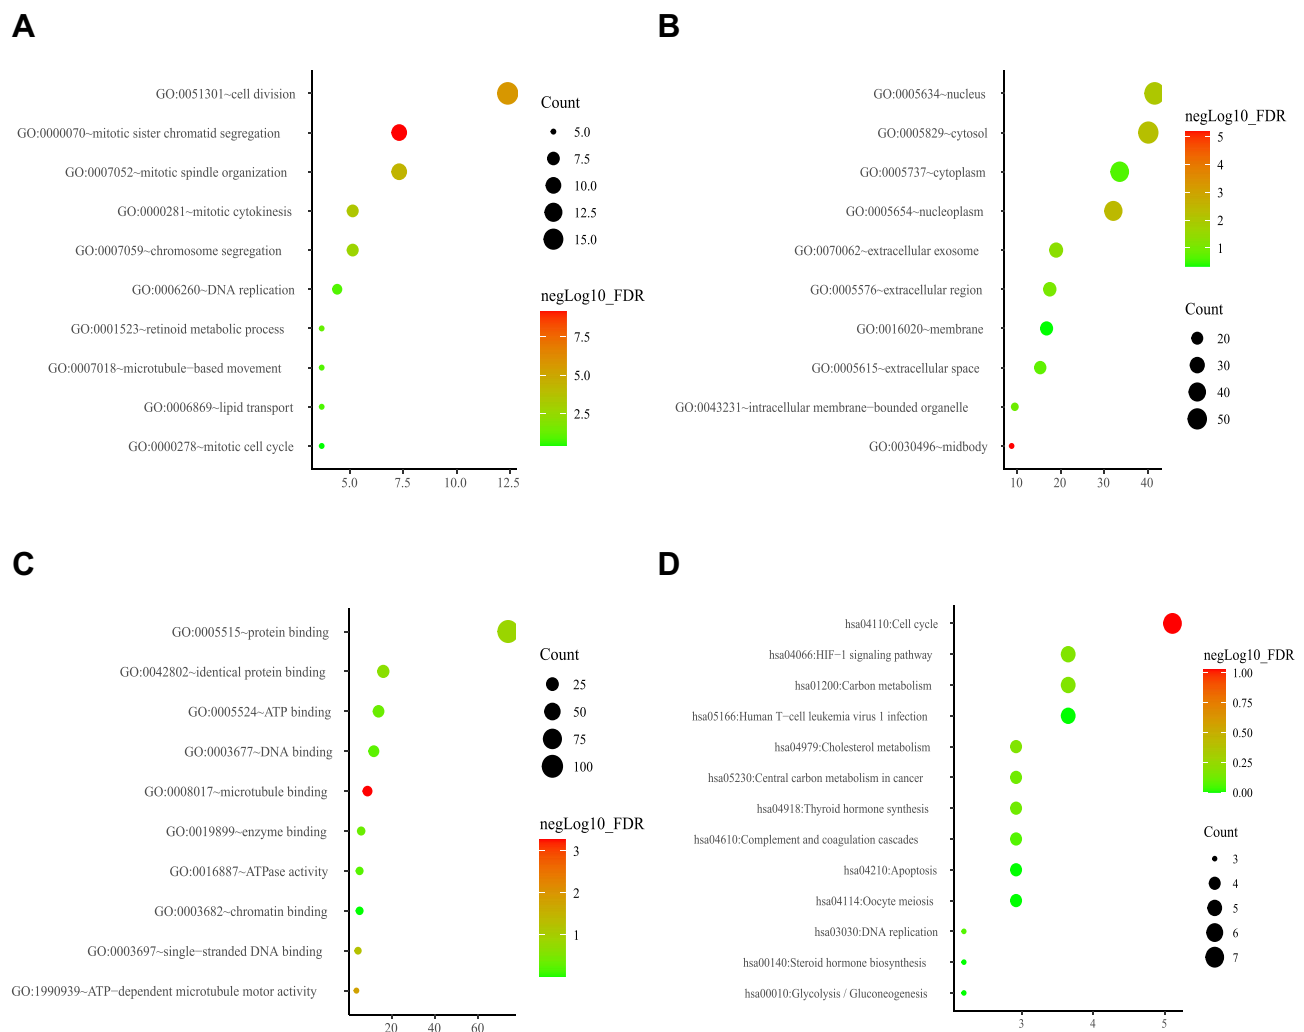 A
GO:0051301~cell division
GO:0000070~mitotic sister chromatid segregation
GO:0007052~mitotic spindle organization
GO:0000281~mitotic cytokinesis
GO:0007059~chromosome segregation
GO:0006260~DNA replication
GO:0001523~retinoid metabolic process
GO:0007018~microtubule−based movement
GO:0006869~lipid transport
GO:0000278~mitotic cell cycle
5.0 7.5 10.0 12.5
Count
5.0
7.5
10.0
12.5
15.0
negLog10_FDR
7.5
5.0
2.5
B
GO:0005634~nucleus
GO:0005829~cytosol
GO:0005737~cytoplasm
GO:0005654~nucleoplasm
GO:0070062~extracellular exosome
GO:0005576~extracellular region
GO:0016020~membrane
GO:0005615~extracellular space
GO:0043231~intracellular membrane−bounded organelle
GO:0030496~midbody
10 20 30 40
negLog10_FDR
5
4
3
2
1
Count
20
30
40
50
C
GO:0005515~protein binding
GO:0042802~identical protein binding
GO:0005524~ATP binding
GO:0003677~DNA binding
GO:0008017~microtubule binding
GO:0019899~enzyme binding
GO:0016887~ATPase activity
GO:0003682~chromatin binding
GO:0003697~single−stranded DNA binding
GO:1990939~ATP−dependent microtubule motor activity
20 40 60
Count
25
50
75
100
negLog10_FDR
3
2
1
D
hsa04110:Cell cycle
hsa04066:HIF−1 signaling pathway
hsa01200:Carbon metabolism
hsa05166:Human T−cell leukemia virus 1 infection
hsa04979:Cholesterol metabolism
hsa05230:Central carbon metabolism in cancer
hsa04918:Thyroid hormone synthesis
hsa04610:Complement and coagulation cascades
hsa04210:Apoptosis
hsa04114:Oocyte meiosis
hsa03030:DNA replication
hsa00140:Steroid hormone biosynthesis
hsa00010:Glycolysis / Gluconeogenesis
3 4 5
negLog10_FDR
1.00
0.75
0.50
0.25
0.00
Count
3
4
5
6
7